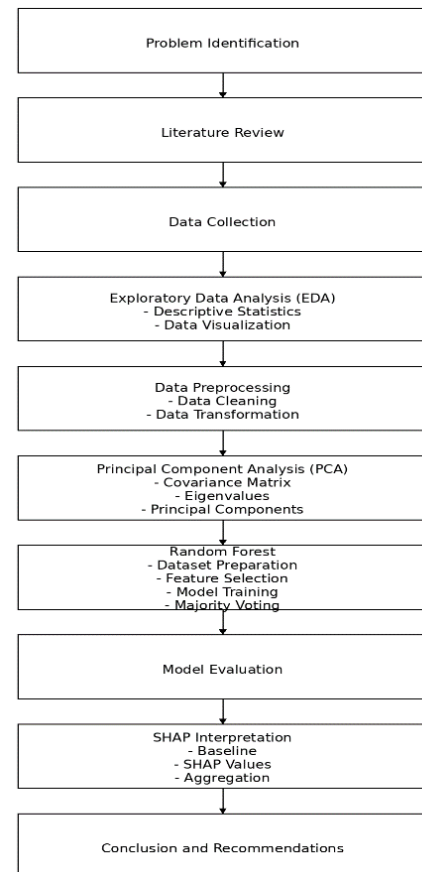 Problem Identification
Literature Review
Data Collection
Exploratory Data Analysis (EDA)
- Descriptive Statistics
- Data Visualization
Data Preprocessing
- Data Cleaning
- Data Transformation
Principal Component Analysis (PCA)
- Covariance Matrix
- Eigenvalues
- Principal Components
Random Forest
- Dataset Preparation
- Feature Selection
- Model Training
- Majority Voting
Model Evaluation
SHAP Interpretation
- Baseline
- SHAP Values
- Aggregation
Conclusion and Recommendations